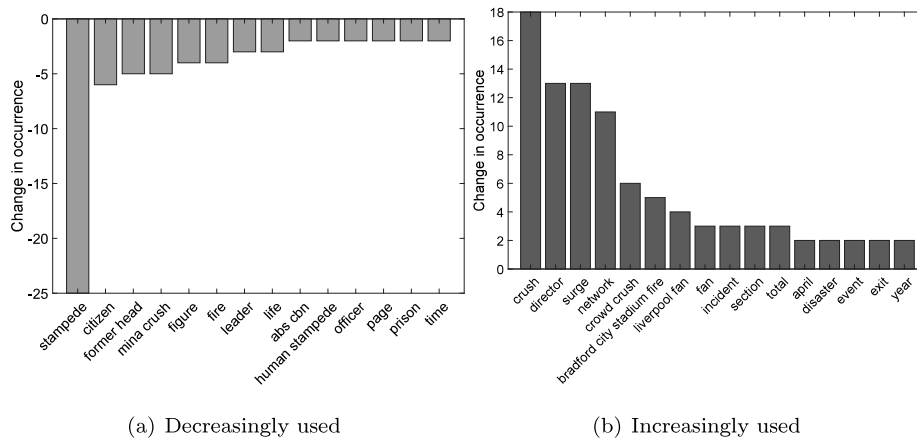 0
-5
-10
-15
-20
-25
Change in occurrence
stampede
citizen
former head
mina crush
figure
fire
leader
life
abs cbn
human stampede
officer
page
prison
time
(a) Decreasingly used
18
16
14
12
10
8
6
4
2
0
Change in occurrence
crush
director
surge
network
crowd crush
bradford city stadium fire
liverpool fan
fan
incident
section
total
april
disaster
event
exit
year
(b) Increasingly used